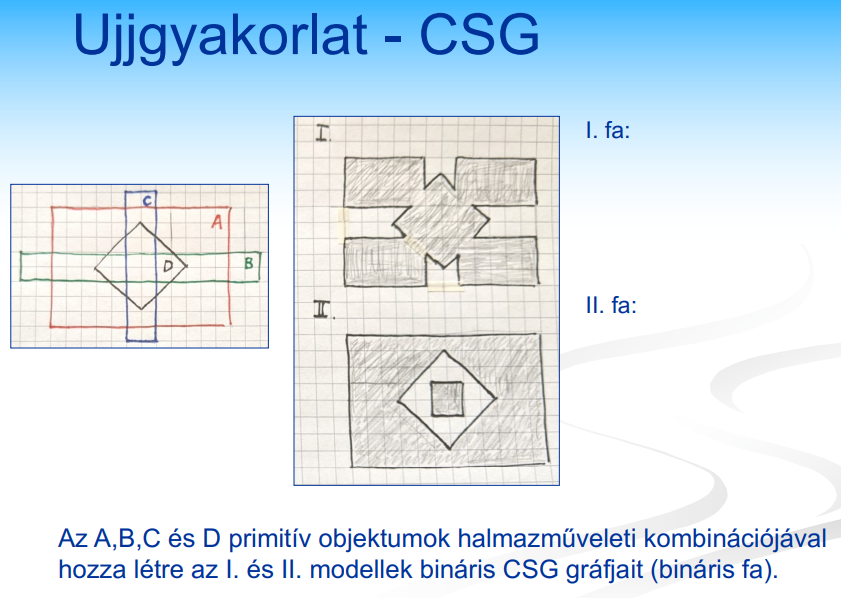 Ujjgyakorlat - CSG
I.
I. fa:
C
A
D
B
II.
II. fa:
Az A,B,C és D primitív objektumok halmazműveleti kombinációjával
hozza létre az I. és II. modellek bináris CSG gráfjait (bináris fa).